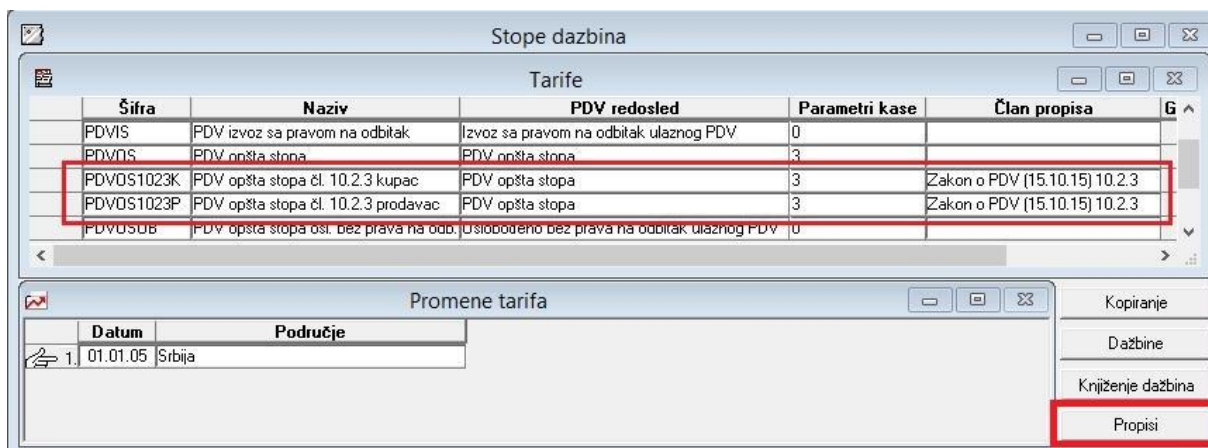 Stope dazbina
Tarife
Šifra Naziv PDV redosled Parametri kase Član propisa G
PDVIS PDV izvoz sa pravom na odbitak Izvoz sa pravom na odbitak ulaznog PDV 0
PDVOS PDV opšta stopa PDV opšta stopa 3
PDVOS1023K PDV opšta stopa čl. 10.2.3 kupac PDV opšta stopa 3 Zakon o PDV (15.10.15) 10.2.3
PDVOS1023P PDV opšta stopa čl. 10.2.3 prodavac PDV opšta stopa 3 Zakon o PDV (15.10.15) 10.2.3
PDVOSOB PDV opšta stopa osl. bez prava na odb. Oslobođeno bez prava na odbitak ulaznog PDV 0
Promene tarifa
Datum Područje
1. 01.01.05 Srbija
Kopiranje
Dažbine
Knjiženje dažbina
Propisi